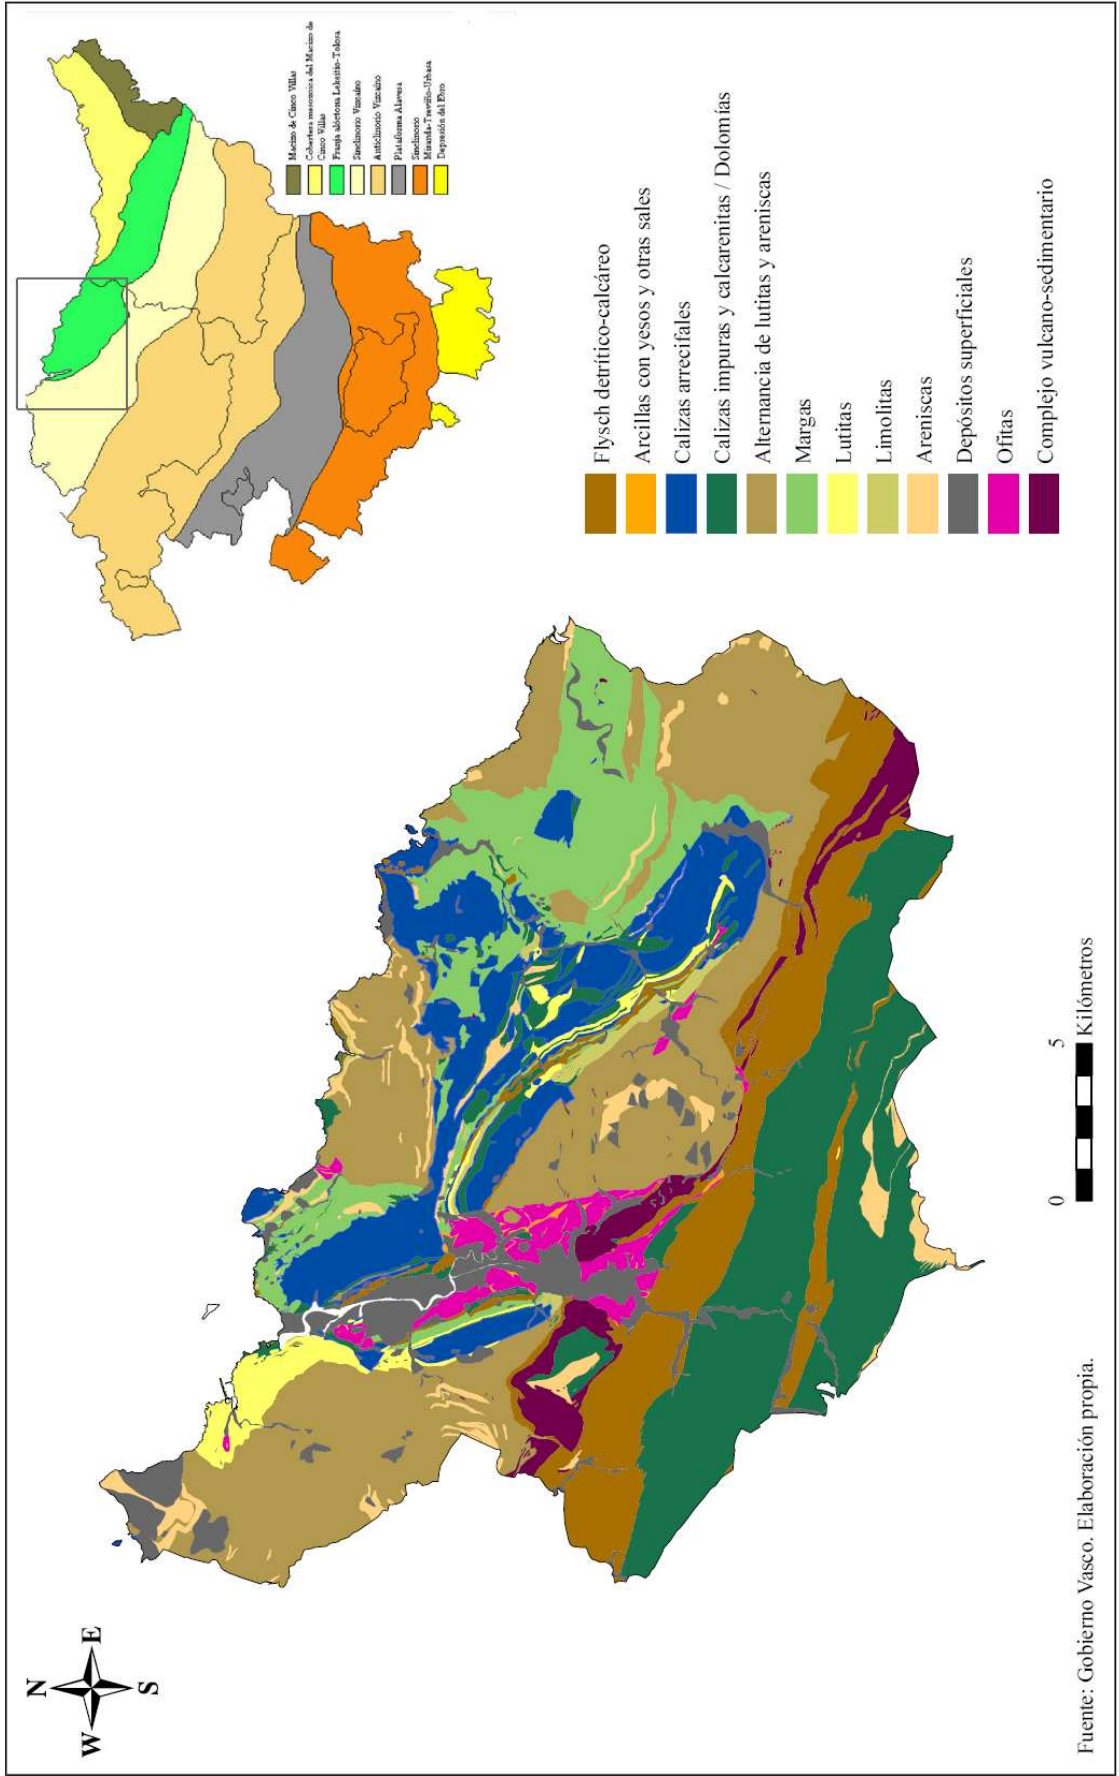 N
W
E
S
Macizo de Cinco Villas
Cobertera mesozoica del Macizo de
Cinco Villas
Franja alóctona Lekeitio-Tolosa
Sinclinorio Vizcaíno
Anticlinorio Vizcaíno
Plataforma Alavesa
Sinclinorio
Miranda-Treviño-Urbasa
Depresión del Ebro
Flysch detrítico-calcáreo
Arcillas con yesos y otras sales
Calizas arrecifales
Calizas impuras y calcarenitas / Dolomías
Alternancia de lutitas y areniscas
Margas
Lutitas
Limolitas
Areniscas
Depósitos superficiales
Ofitas
Complejo vulcano-sedimentario
0
5
Kilómetros
Fuente: Gobierno Vasco. Elaboración propia.